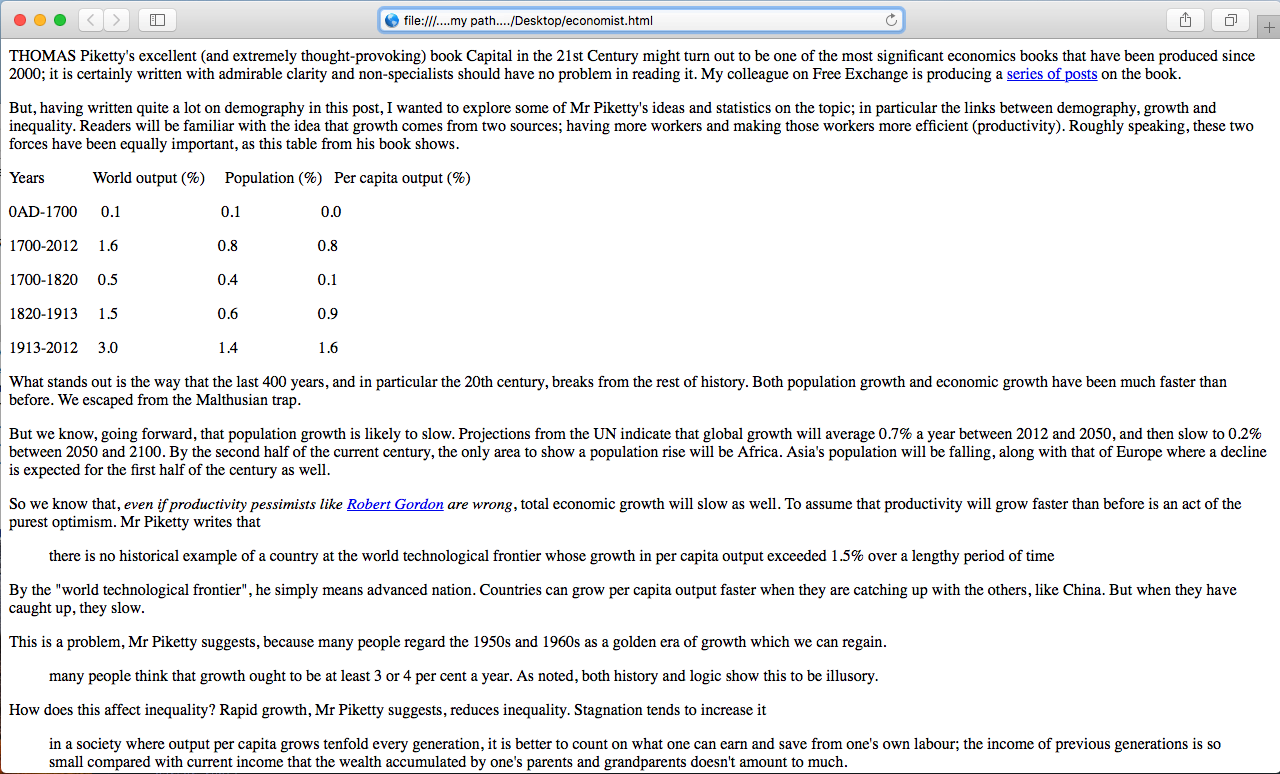 file:///....my path..../Desktop/economist.html
THOMAS Piketty's excellent (and extremely thought-provoking) book Capital in the 21st Century might turn out to be one of the most significant economics books that have been produced since
2000; it is certainly written with admirable clarity and non-specialists should have no problem in reading it. My colleague on Free Exchange is producing a series of posts on the book.
But, having written quite a lot on demography in this post, I wanted to explore some of Mr Piketty's ideas and statistics on the topic; in particular the links between demography, growth and
inequality. Readers will be familiar with the idea that growth comes from two sources; having more workers and making those workers more efficient (productivity). Roughly speaking, these two
forces have been equally important, as this table from his book shows.
Years World output (%) Population (%) Per capita output (%)
0AD-1700 0.1 0.1 0.0
1700-2012 1.6 0.8 0.8
1700-1820 0.5 0.4 0.1
1820-1913 1.5 0.6 0.9
1913-2012 3.0 1.4 1.6
What stands out is the way that the last 400 years, and in particular the 20th century, breaks from the rest of history. Both population growth and economic growth have been much faster than
before. We escaped from the Malthusian trap.
But we know, going forward, that population growth is likely to slow. Projections from the UN indicate that global growth will average 0.7% a year between 2012 and 2050, and then slow to 0.2%
between 2050 and 2100. By the second half of the current century, the only area to show a population rise will be Africa. Asia's population will be falling, along with that of Europe where a decline
is expected for the first half of the century as well.
So we know that, even if productivity pessimists like Robert Gordon are wrong, total economic growth will slow as well. To assume that productivity will grow faster than before is an act of the
purest optimism. Mr Piketty writes that
there is no historical example of a country at the world technological frontier whose growth in per capita output exceeded 1.5% over a lengthy period of time
By the "world technological frontier", he simply means advanced nation. Countries can grow per capita output faster when they are catching up with the others, like China. But when they have
caught up, they slow.
This is a problem, Mr Piketty suggests, because many people regard the 1950s and 1960s as a golden era of growth which we can regain.
many people think that growth ought to be at least 3 or 4 per cent a year. As noted, both history and logic show this to be illusory.
How does this affect inequality? Rapid growth, Mr Piketty suggests, reduces inequality. Stagnation tends to increase it
in a society where output per capita grows tenfold every generation, it is better to count on what one can earn and save from one's own labour; the income of previous generations is so
small compared with current income that the wealth accumulated by one's parents and grandparents doesn't amount to much.